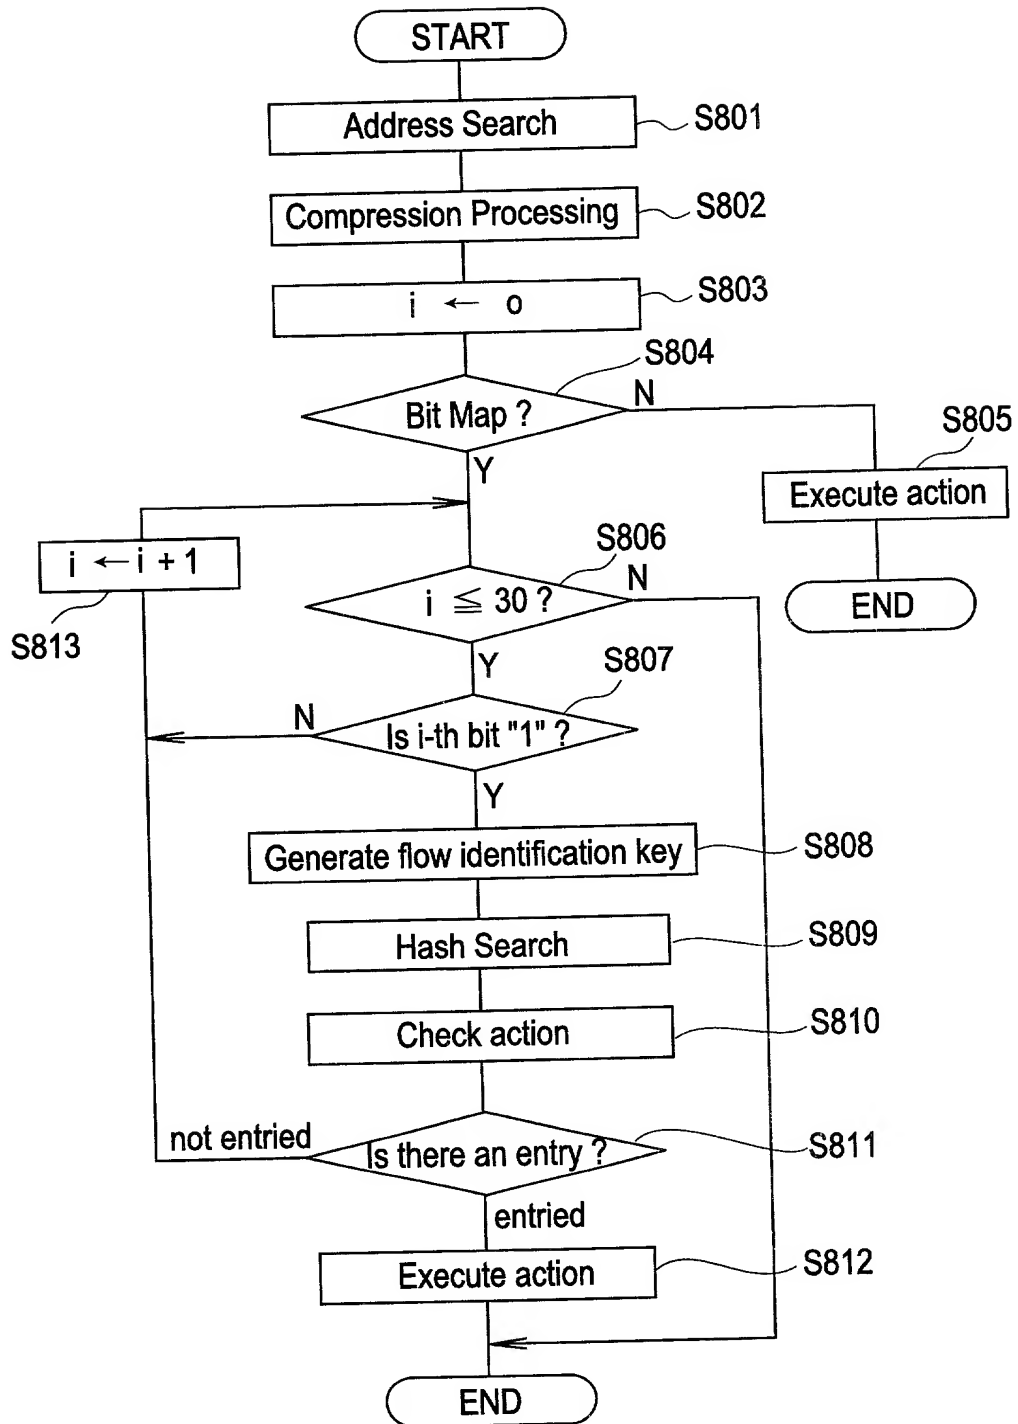 START
Address Search
S801
Compression Processing
S802
i ← o
S803
S804
Bit Map ?
N
Y
S805
Execute action
END
i ← i + 1
S813
S806
i ≦ 30 ?
N
Y
S807
Is i-th bit "1" ?
N
Y
Generate flow identification key
S808
Hash Search
S809
Check action
S810
Is there an entry ?
S811
not entried
entried
Execute action
S812
END